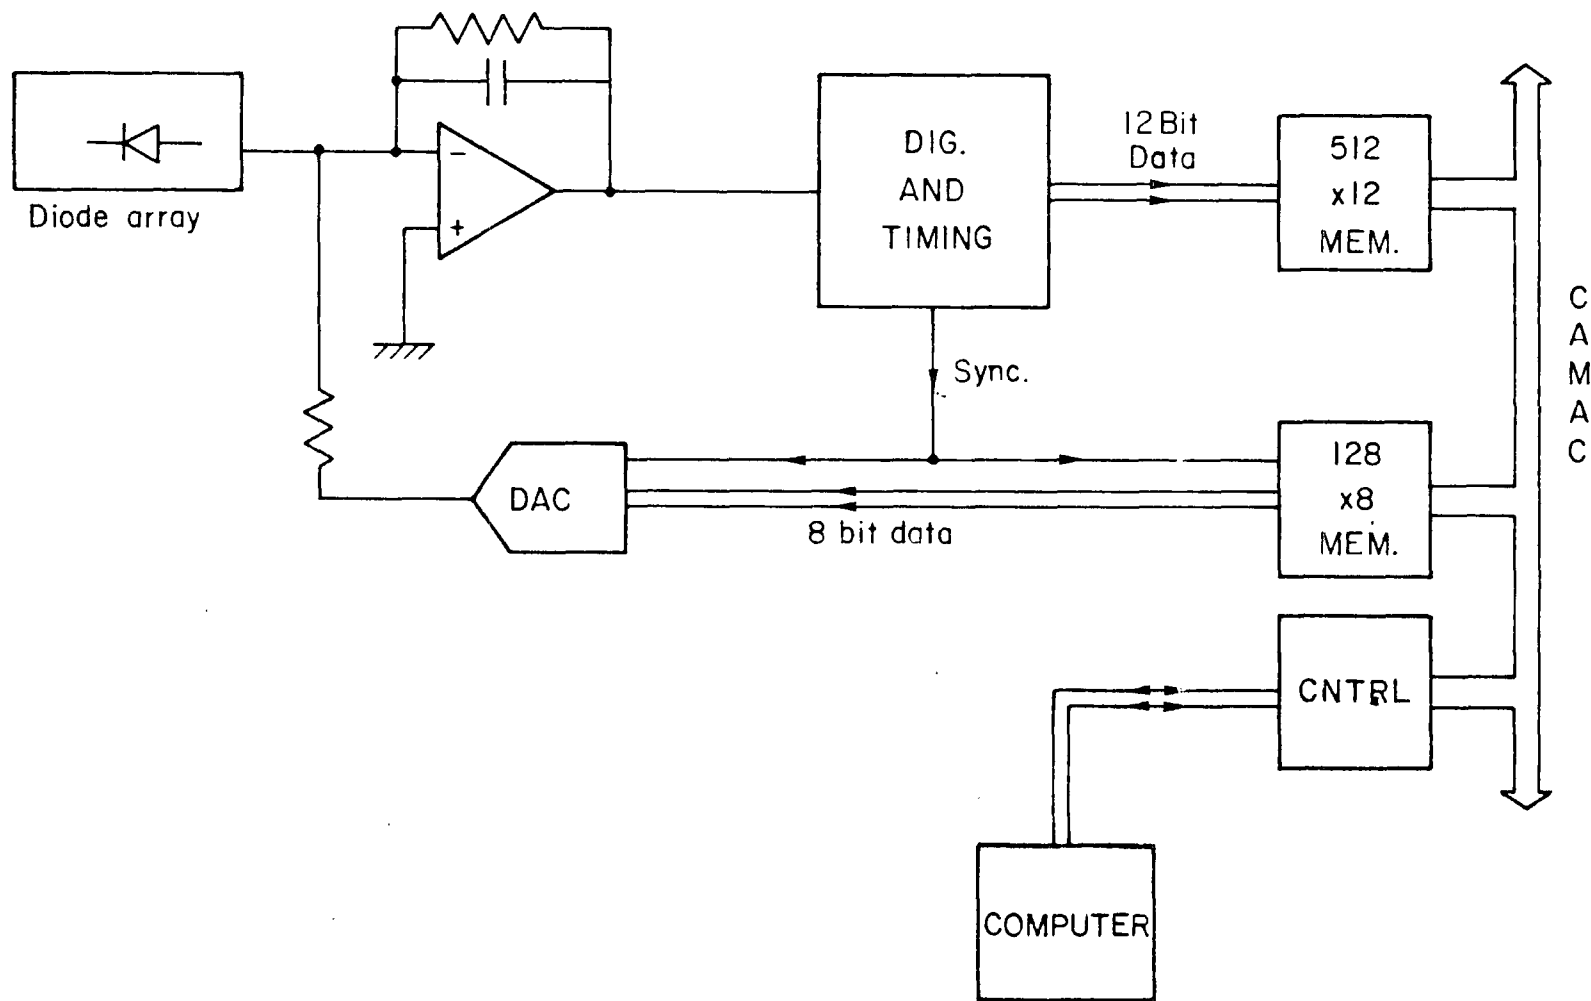 Diode array
−
+
DIG.
AND
TIMING
12 Bit
Data
512
x12
MEM.
Sync.
DAC
8 bit data
128
x8
MEM.
CNTRL
COMPUTER
CAMAC